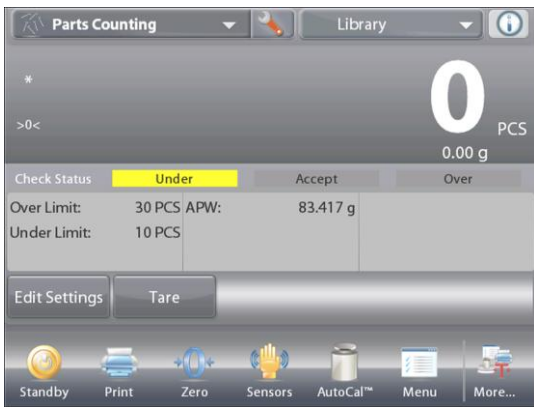 Parts Counting Library
*
0
>0<
PCS
0.00 g
Check Status Under Accept Over
Over Limit: 30 PCS APW: 83.417 g
Under Limit: 10 PCS
Edit Settings Tare
Standby Print Zero Sensors AutoCal™ Menu More...